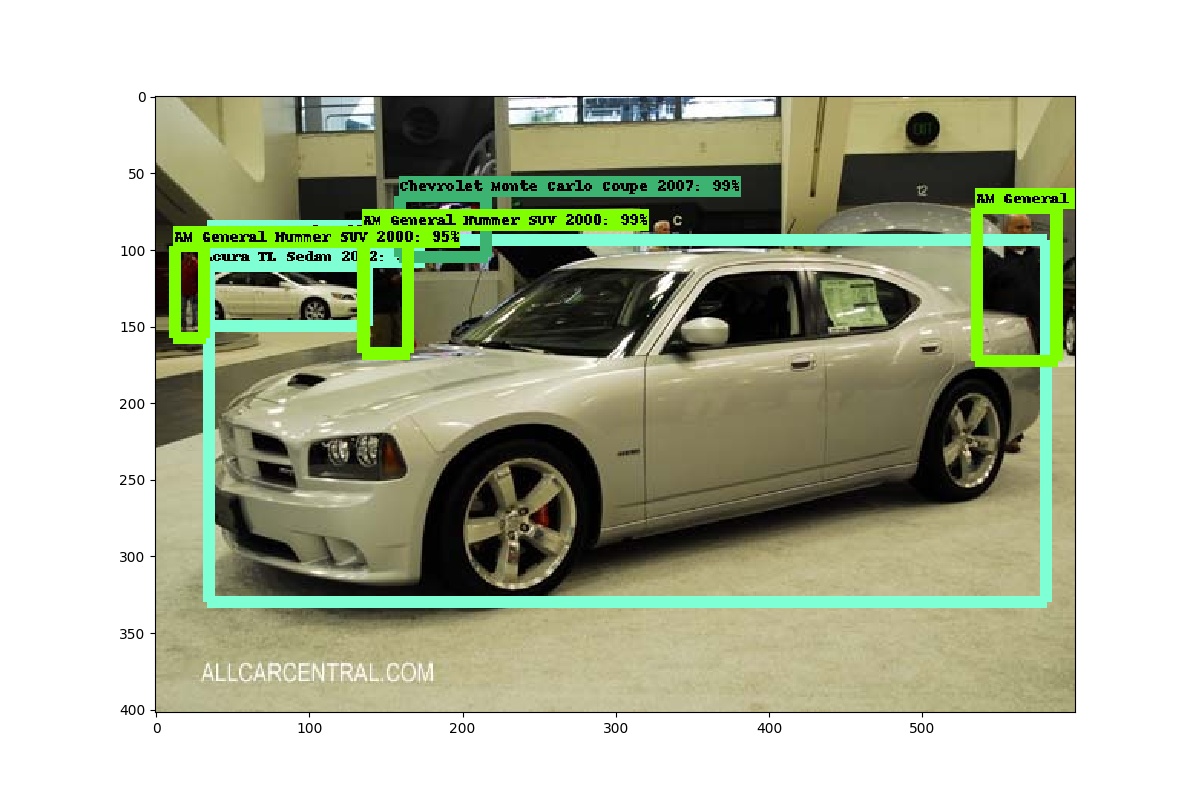 0
50
100
150
200
250
300
350
400
0
100
200
300
400
500
Chevrolet Monte Carlo Coupe 2007: 99%
AM General Hummer SUV 2000: 99%
AM General
AM General Hummer SUV 2000: 95%
Acura TL Sedan 2012:
EXIT
12
C
ALLCARCENTRAL.COM